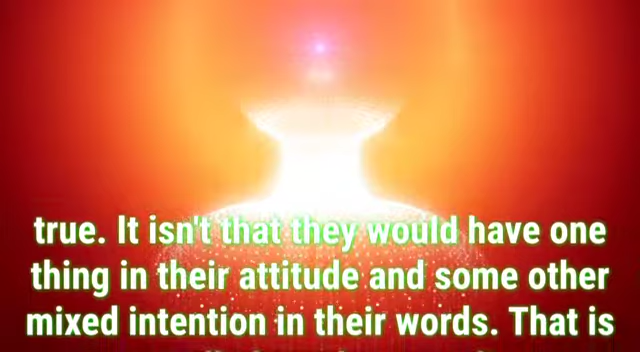 true. It isn't that they would have one
thing in their attitude and some other
mixed intention in their words. That is